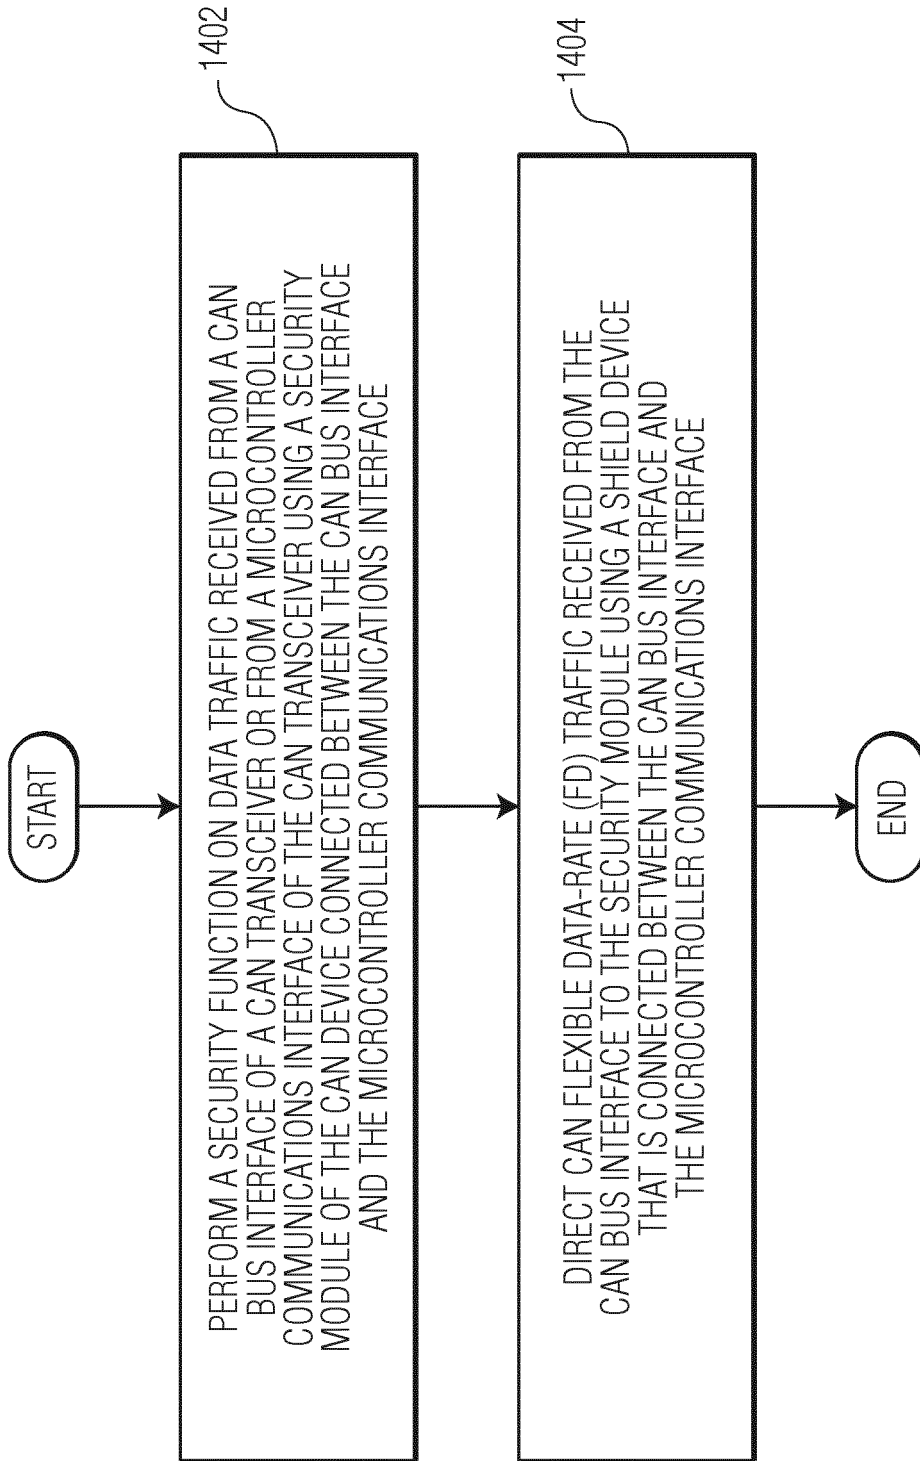 START
1402
PERFORM A SECURITY FUNCTION ON DATA TRAFFIC RECEIVED FROM A CAN
BUS INTERFACE OF A CAN TRANSCEIVER OR FROM A MICROCONTROLLER
COMMUNICATIONS INTERFACE OF THE CAN TRANSCEIVER USING A SECURITY
MODULE OF THE CAN DEVICE CONNECTED BETWEEN THE CAN BUS INTERFACE
AND THE MICROCONTROLLER COMMUNICATIONS INTERFACE
1404
DIRECT CAN FLEXIBLE DATA-RATE (FD) TRAFFIC RECEIVED FROM THE
CAN BUS INTERFACE TO THE SECURITY MODULE USING A SHIELD DEVICE
THAT IS CONNECTED BETWEEN THE CAN BUS INTERFACE AND
THE MICROCONTROLLER COMMUNICATIONS INTERFACE
END